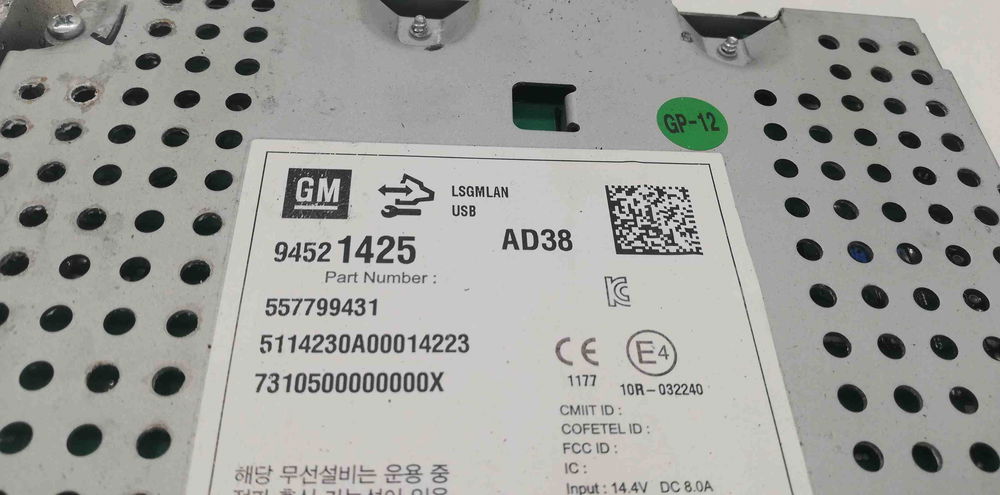 GP-12
GM
LSGMLAN
USB
94521425
AD38
Part Number :
557799431
5114230A00014223
7310500000000X
CE
1177
E4
10R-032240
CMIIT ID :
COFETEL ID :
FCC ID :
IC :
Input : 14.4V DC 8.0A
해당 무선설비는 운용 중